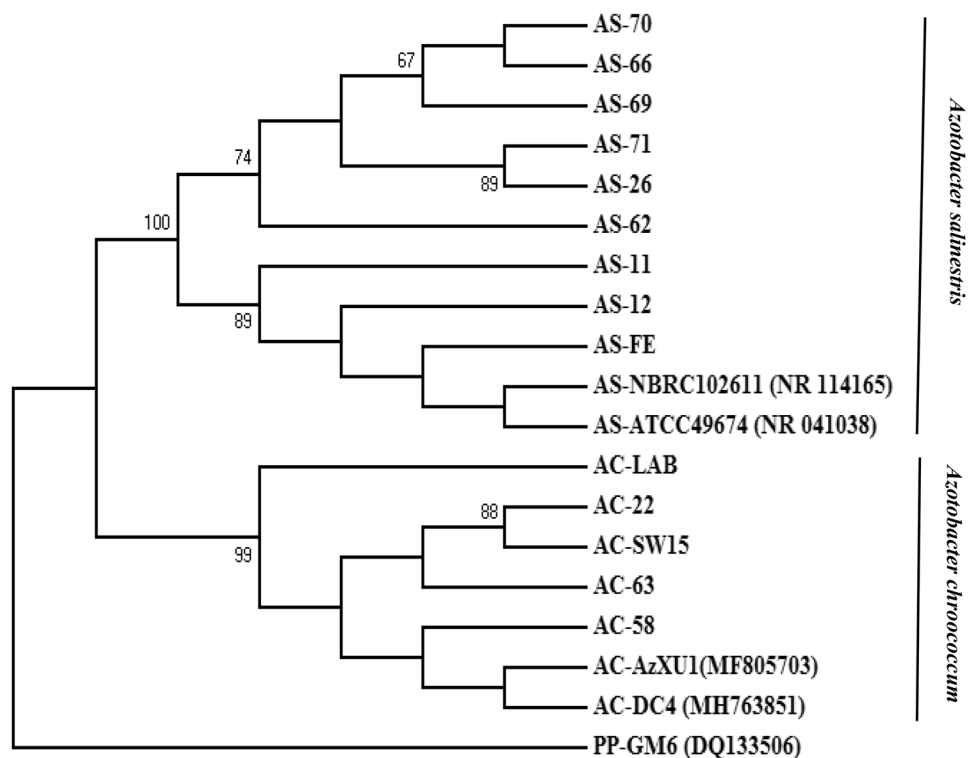 AS-70
67
AS-66
AS-69
AS-71
74
89
AS-26
100
AS-62
AS-11
AS-12
89
AS-FE
AS-NBRC102611 (NR 114165)
AS-ATCC49674 (NR 041038)
Azotobacter salinestris
AC-LAB
88
AC-22
AC-SW15
99
AC-63
AC-58
AC-AzXU1(MF805703)
AC-DC4 (MH763851)
Azotobacter chroococcum
PP-GM6 (DQ133506)